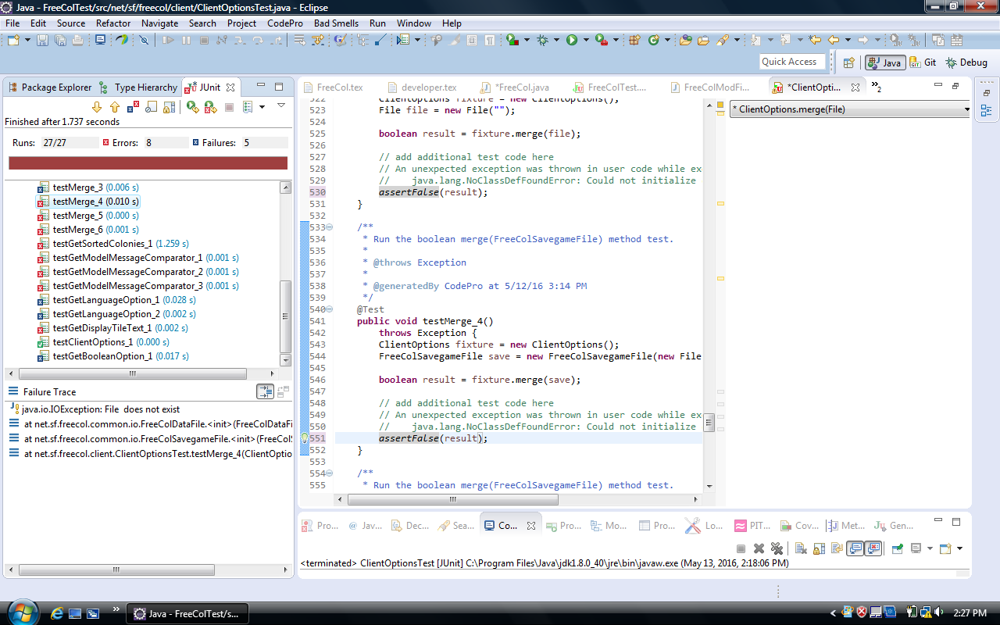 Java - FreeColTest/src/net/sf/freecol/client/ClientOptionsTest.java - Eclipse
File Edit Source Refactor Navigate Search Project CodePro Bad Smells Run Window Help
Quick Access
Java
Git
Debug
Package Explorer
Type Hierarchy
JUnit
Finished after 1.737 seconds
Runs: 27/27
Errors: 8
Failures: 5
testMerge_3 (0.006 s)
testMerge_4 (0.010 s)
testMerge_5 (0.000 s)
testMerge_6 (0.001 s)
testGetSortedColonies_1 (1.259 s)
testGetModelMessageComparator_1 (0.001 s)
testGetModelMessageComparator_2 (0.001 s)
testGetModelMessageComparator_3 (0.001 s)
testGetLanguageOption_1 (0.028 s)
testGetLanguageOption_2 (0.002 s)
testGetDisplayTileText_1 (0.002 s)
testClientOptions_1 (0.000 s)
testGetBooleanOption_1 (0.017 s)
Failure Trace
java.io.IOException: File  does not exist
at net.sf.freecol.common.io.FreeColDataFile.<init>(FreeColDataFi
at net.sf.freecol.common.io.FreeColSavegameFile.<init>(FreeColS
at net.sf.freecol.client.ClientOptionsTest.testMerge_4(ClientOptio
FreeCol.tex
developer.tex
*FreeCol.java
FreeColTest....
FreeColModFi...
*ClientOpti...
2
522 ClientOptions fixture = new ClientOptions();
523 File file = new File("");
524
525 boolean result = fixture.merge(file);
526
527 // add additional test code here
528 // An unexpected exception was thrown in user code while ex
529 //    java.lang.NoClassDefFoundError: Could not initialize
530 assertFalse(result);
531 }
532
533 /**
534 * Run the boolean merge(FreeColSavegameFile) method test.
535 *
536 * @throws Exception
537 *
538 * @generatedBy CodePro at 5/12/16 3:14 PM
539 */
540 @Test
541 public void testMerge_4()
542 throws Exception {
543 ClientOptions fixture = new ClientOptions();
544 FreeColSavegameFile save = new FreeColSavegameFile(new File
545
546 boolean result = fixture.merge(save);
547
548 // add additional test code here
549 // An unexpected exception was thrown in user code while ex
550 //    java.lang.NoClassDefFoundError: Could not initialize
551 assertFalse(result);
552 }
553
554 /**
555 * Run the boolean merge(FreeColSavegameFile) method test.
* ClientOptions.merge(File)
Pro... Jav... Dec... Sea... Co... Pro... Mo... Pro... Lo... PIT... Cov... Met... Gen...
<terminated> ClientOptionsTest [JUnit] C:\Program Files\Java\jdk1.8.0_40\jre\bin\javaw.exe (May 13, 2016, 2:18:06 PM)
Java - FreeColTest/s...
2:27 PM